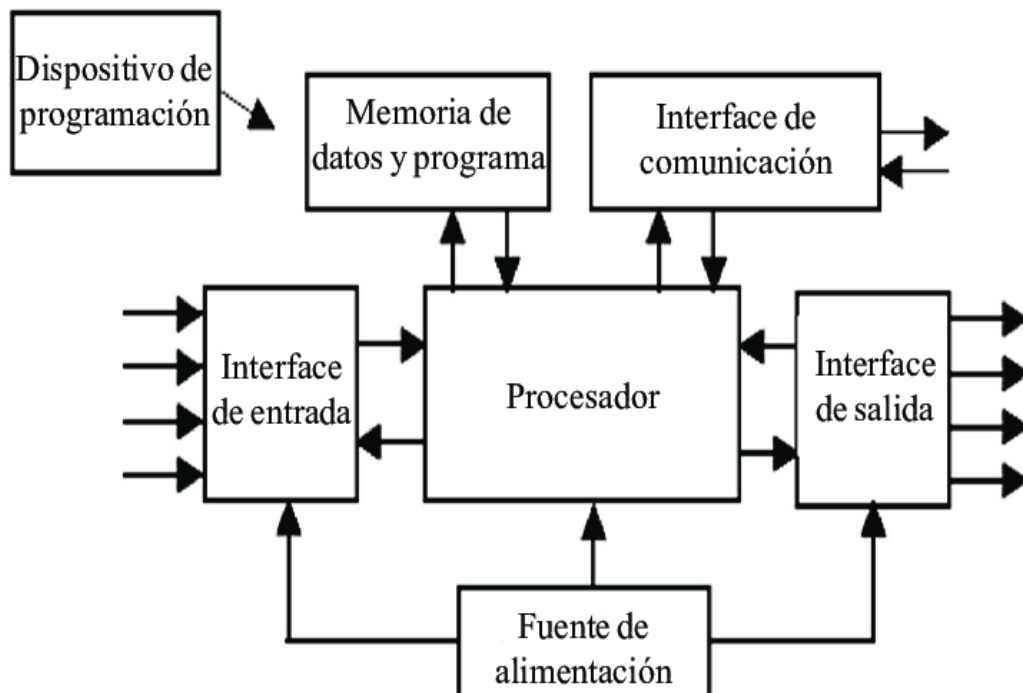 Dispositivo de
programación
Memoria de
datos y programa
Interface de
comunicación
Interface
de entrada
Procesador
Interface
de salida
Fuente de
alimentación